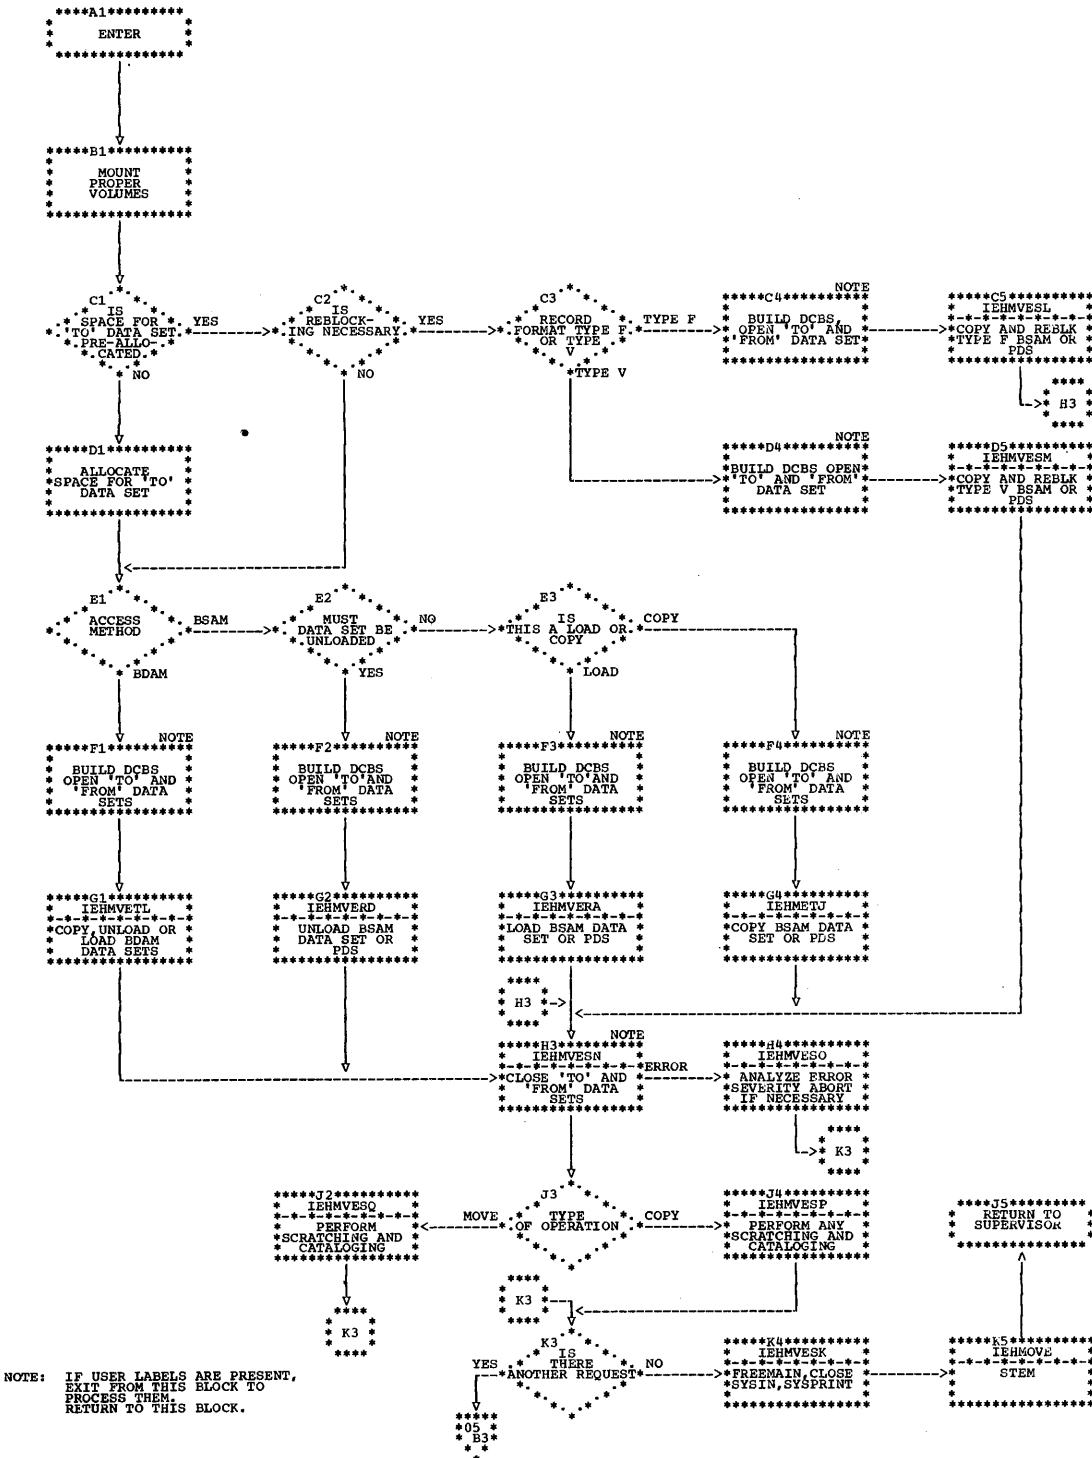 ****A1*********
ENTER
*****B1**********
MOUNT
PROPER
VOLUMES
C1
IS
SPACE FOR
'TO' DATA SET
PRE-ALLO-
CATED
YES
NO
C2
IS
REBLOCK-
ING NECESSARY
YES
NO
C3
RECORD
FORMAT TYPE F
OR TYPE
V
TYPE F
TYPE V
NOTE
*****C4**********
BUILD DCBS,
OPEN 'TO' AND
'FROM' DATA SET
*****C5**********
IEHMVESL
COPY AND REBLK
TYPE F BSAM OR
PDS
H3
*****D1**********
ALLOCATE
SPACE FOR 'TO'
DATA SET
NOTE
*****D4**********
BUILD DCBS OPEN
'TO' AND 'FROM'
DATA SET
*****D5**********
IEHMVESM
COPY AND REBLK
TYPE V BSAM OR
PDS
E1
ACCESS
METHOD
BSAM
BDAM
E2
MUST
DATA SET BE
UNLOADED
NO
YES
E3
IS
THIS A LOAD OR
COPY
COPY
LOAD
NOTE
*****F1**********
BUILD DCBS
OPEN 'TO' AND
'FROM' DATA
SETS
NOTE
*****F2**********
BUILD DCBS
OPEN 'TO'AND
'FROM' DATA
SETS
NOTE
*****F3**********
BUILD DCBS
OPEN 'TO'AND
'FROM' DATA
SETS
NOTE
*****F4**********
BUILD DCBS
OPEN 'TO' AND
'FROM' DATA
SETS
*****G1**********
IEHMVETL
COPY,UNLOAD OR
LOAD BDAM
DATA SETS
*****G2**********
IEHMVERD
UNLOAD BSAM
DATA SET OR
PDS
*****G3**********
IEHMVERA
LOAD BSAM DATA
SET OR PDS
*****G4**********
IEHMETJ
COPY BSAM DATA
SET OR PDS
H3
NOTE
*****H3**********
IEHMVESN
CLOSE 'TO' AND
'FROM' DATA
SETS
ERROR
*****H4**********
IEHMVESO
ANALYZE ERROR
SEVERITY ABORT
IF NECESSARY
K3
*****J2**********
IEHMVESQ
PERFORM
SCRATCHING AND
CATALOGING
J3
TYPE
OF OPERATION
MOVE
COPY
*****J4**********
IEHMVESP
PERFORM ANY
SCRATCHING AND
CATALOGING
****J5*********
RETURN TO
SUPERVISOR
K3
K3
K3
IS
THERE
ANOTHER REQUEST
YES
NO
*****K4**********
IEHMVESK
FREEMAIN,CLOSE
SYSIN,SYSPRINT
*****K5**********
IEHMOVE
STEM
05
B3
NOTE: IF USER LABELS ARE PRESENT,
EXIT FROM THIS BLOCK TO
PROCESS THEM.
RETURN TO THIS BLOCK.